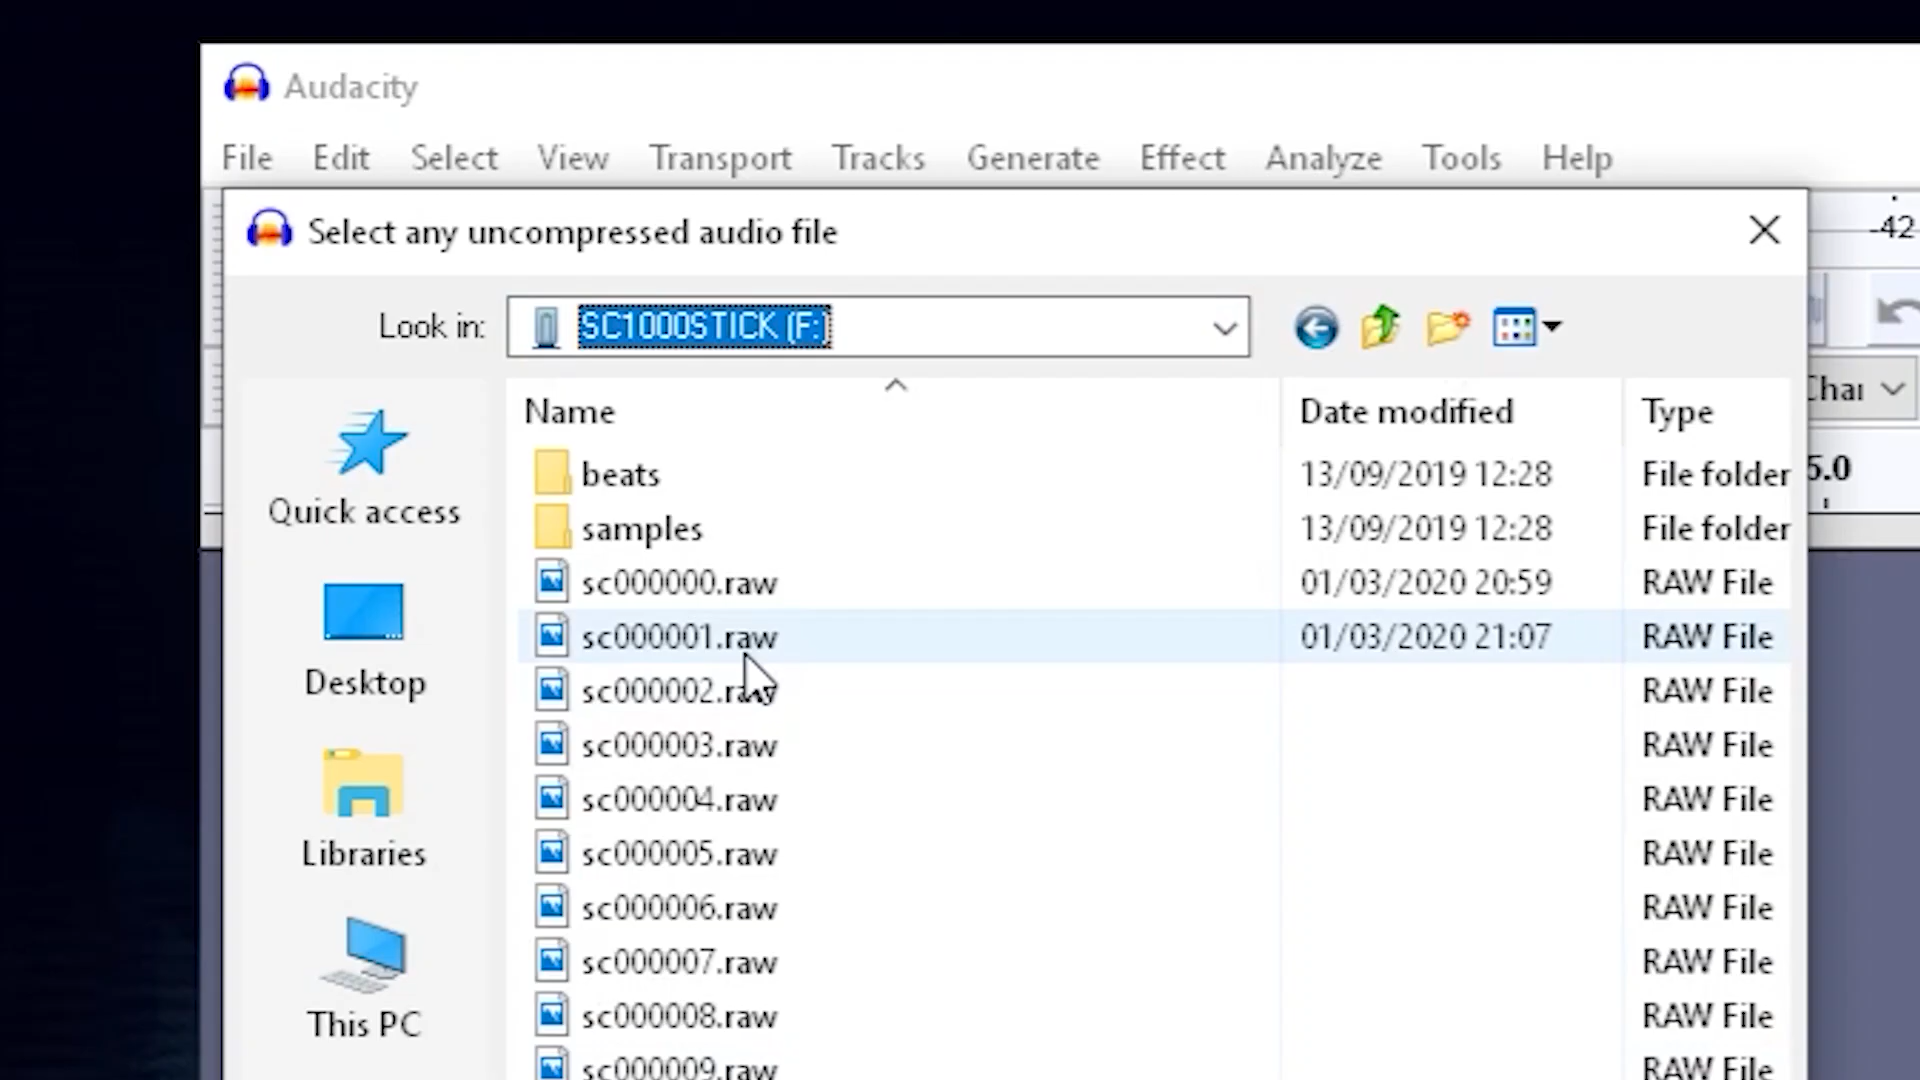 Audacity
File Edit Select View Transport Tracks Generate Effect Analyze Tools Help
Select any uncompressed audio file
-42
Look in: SC1000STICK (F:)
Name Date modified Type
beats 13/09/2019 12:28 File folder
samples 13/09/2019 12:28 File folder
sc000000.raw 01/03/2020 20:59 RAW File
sc000001.raw 01/03/2020 21:07 RAW File
sc000002.raw RAW File
sc000003.raw RAW File
sc000004.raw RAW File
sc000005.raw RAW File
sc000006.raw RAW File
sc000007.raw RAW File
sc000008.raw RAW File
sc000009.raw RAW File
Quick access
Desktop
Libraries
This PC
5.0